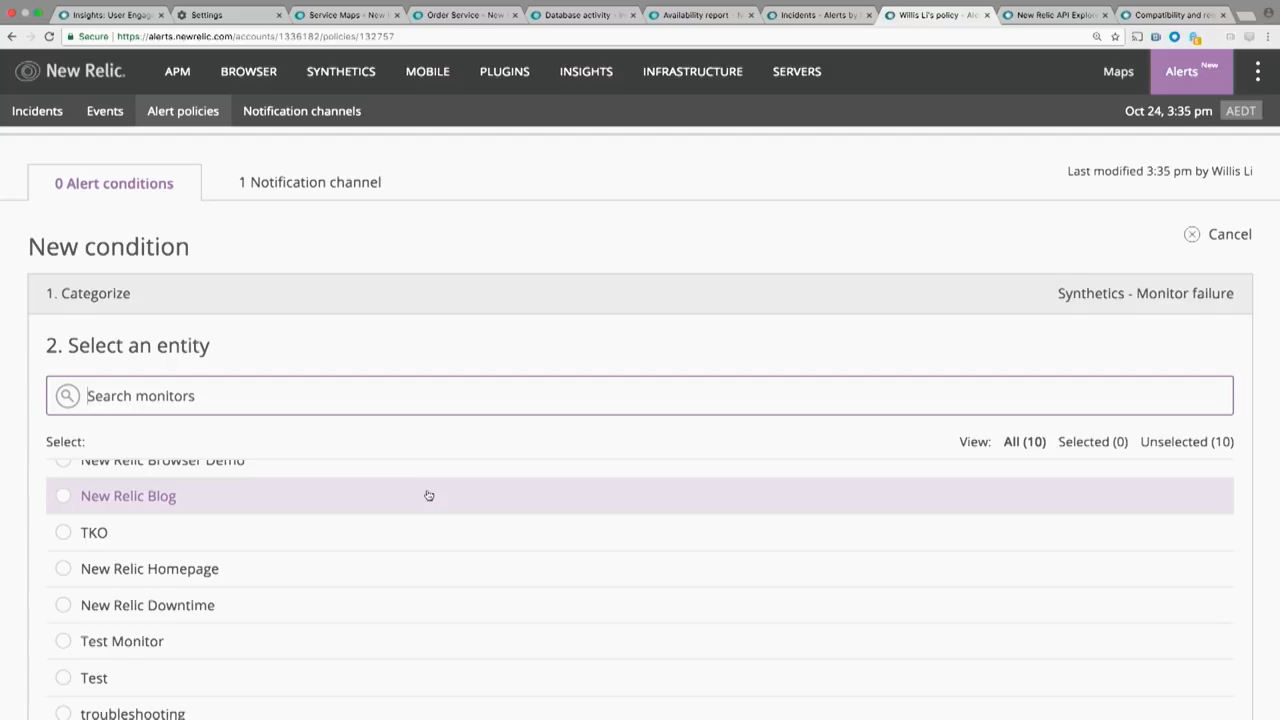 Insights: User Engag
Settings
Service Maps - New
Order Service - New
Database activity
Availability report
Incidents - Alerts by
Willis Li's policy
New Relic API Explo
Compatibility and re
Secure
https://alerts.newrelic.com/accounts/1336182/policies/132757
New Relic.
APM
BROWSER
SYNTHETICS
MOBILE
PLUGINS
INSIGHTS
INFRASTRUCTURE
SERVERS
Maps
Alerts New
Incidents
Events
Alert policies
Notification channels
Oct 24, 3:35 pm AEDT
0 Alert conditions
1 Notification channel
Last modified 3:35 pm by Willis Li
New condition
Cancel
1. Categorize
Synthetics - Monitor failure
2. Select an entity
Search monitors
Select:
View: All (10) Selected (0) Unselected (10)
New Relic Browser Demo
New Relic Blog
TKO
New Relic Homepage
New Relic Downtime
Test Monitor
Test
troubleshooting